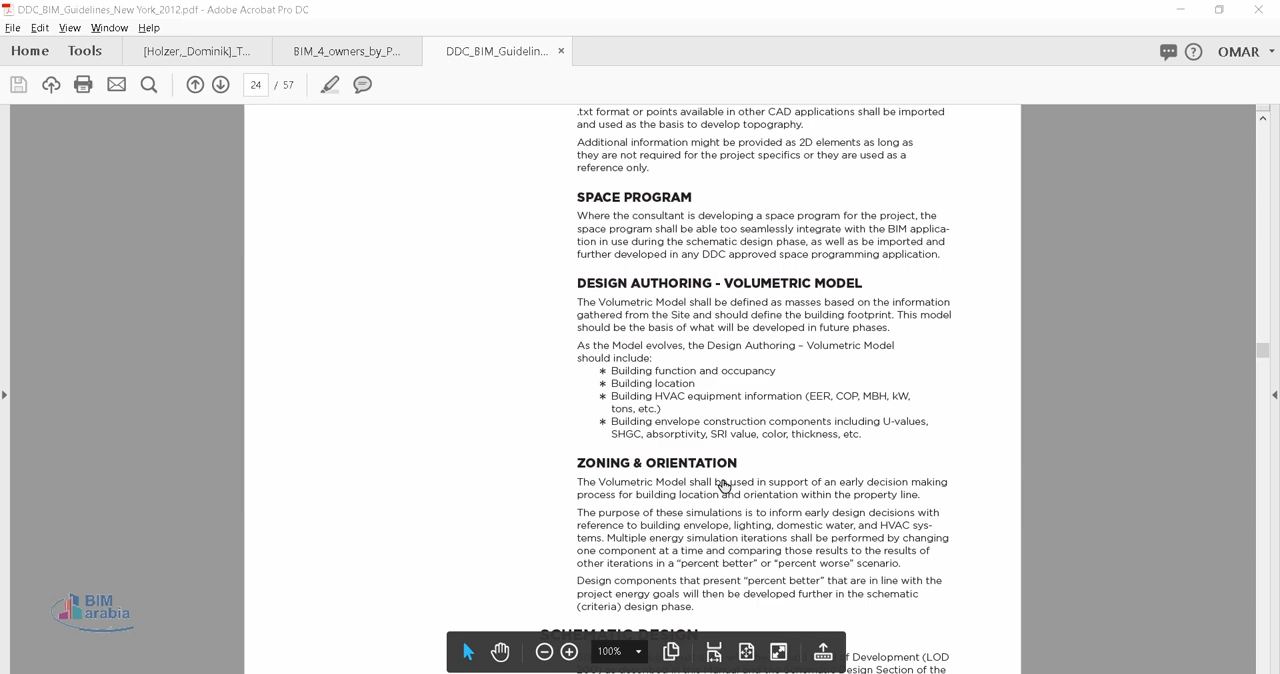 DDC_BIM_Guidelines_New York_2012.pdf - Adobe Acrobat Pro DC
File Edit View Window Help
Home Tools [Holzer,_Dominik]_T... BIM_4_owners_by_P... DDC_BIM_Guidelin... × OMAR
24 / 57
.txt format or points available in other CAD applications shall be imported
and used as the basis to develop topography.
Additional information might be provided as 2D elements as long as
they are not required for the project specifics or they are used as a
reference only.
SPACE PROGRAM
Where the consultant is developing a space program for the project, the
space program shall be able too seamlessly integrate with the BIM applica-
tion in use during the schematic design phase, as well as be imported and
further developed in any DDC approved space programming application.
DESIGN AUTHORING - VOLUMETRIC MODEL
The Volumetric Model shall be defined as masses based on the information
gathered from the Site and should define the building footprint. This model
should be the basis of what will be developed in future phases.
As the Model evolves, the Design Authoring – Volumetric Model
should include:
* Building function and occupancy
* Building location
* Building HVAC equipment information (EER, COP, MBH, kW,
tons, etc.)
* Building envelope construction components including U-values,
SHGC, absorptivity, SRI value, color, thickness, etc.
ZONING & ORIENTATION
The Volumetric Model shall be used in support of an early decision making
process for building location and orientation within the property line.
The purpose of these simulations is to inform early design decisions with
reference to building envelope, lighting, domestic water, and HVAC sys-
tems. Multiple energy simulation iterations shall be performed by changing
one component at a time and comparing those results to the results of
other iterations in a “percent better” or “percent worse” scenario.
Design components that present “percent better” that are in line with the
project energy goals will then be developed further in the schematic
(criteria) design phase.
SCHEMATIC DESIGN
100%
of Development (LOD
Design Section of the
BIM
arabia